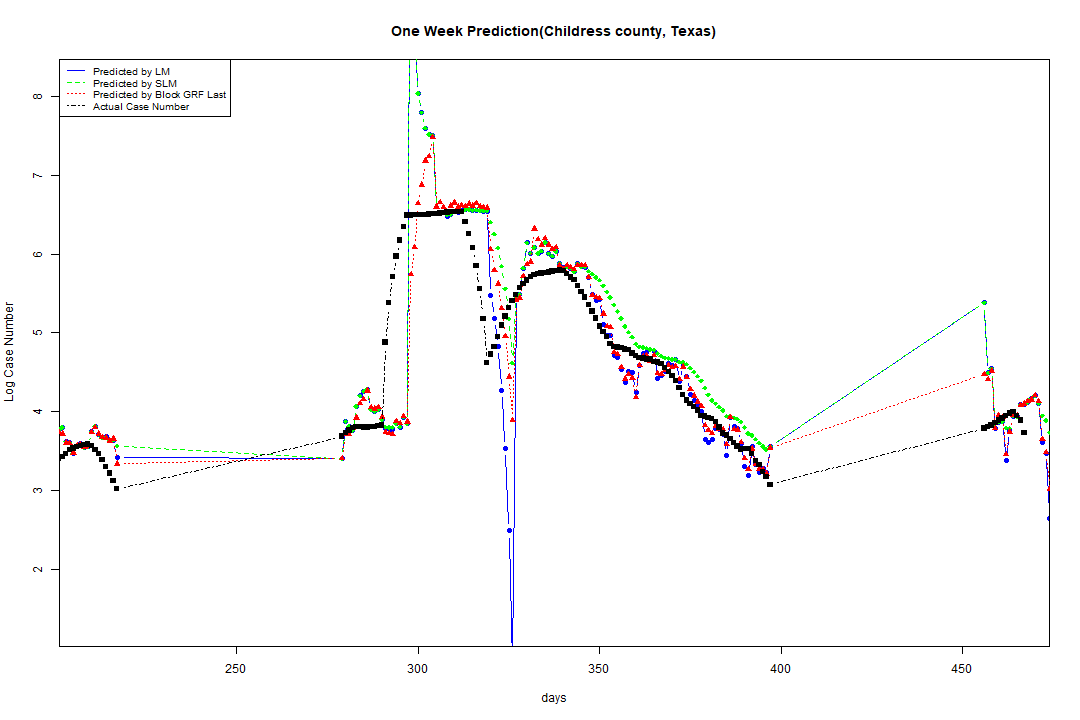 One Week Prediction(Childress county, Texas)
Predicted by LM
Predicted by SLM
Predicted by Block GRF Last
Actual Case Number
Log Case Number
8
7
6
5
4
3
2
250
300
350
400
450
days